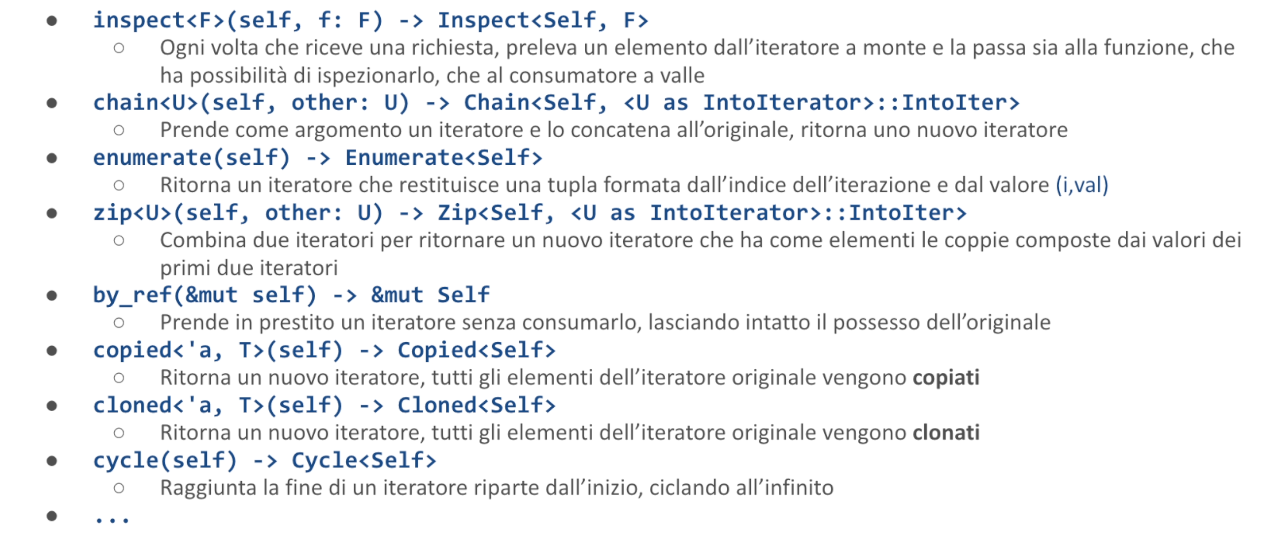 ● inspect<F>(self, f: F) -> Inspect<Self, F>
○ Ogni volta che riceve una richiesta, preleva un elemento dall’iteratore a monte e la passa sia alla funzione, che
ha possibilità di ispezionarlo, che al consumatore a valle
● chain<U>(self, other: U) -> Chain<Self, <U as IntoIterator>::IntoIter>
○ Prende come argomento un iteratore e lo concatena all’originale, ritorna uno nuovo iteratore
● enumerate(self) -> Enumerate<Self>
○ Ritorna un iteratore che restituisce una tupla formata dall’indice dell’iterazione e dal valore (i,val)
● zip<U>(self, other: U) -> Zip<Self, <U as IntoIterator>::IntoIter>
○ Combina due iteratori per ritornare un nuovo iteratore che ha come elementi le coppie composte dai valori dei
primi due iteratori
● by_ref(&mut self) -> &mut Self
○ Prende in prestito un iteratore senza consumarlo, lasciando intatto il possesso dell’originale
● copied<'a, T>(self) -> Copied<Self>
○ Ritorna un nuovo iteratore, tutti gli elementi dell’iteratore originale vengono copiati
● cloned<'a, T>(self) -> Cloned<Self>
○ Ritorna un nuovo iteratore, tutti gli elementi dell’iteratore originale vengono clonati
● cycle(self) -> Cycle<Self>
○ Raggiunta la fine di un iteratore riparte dall’inizio, ciclando all’infinito
● ...